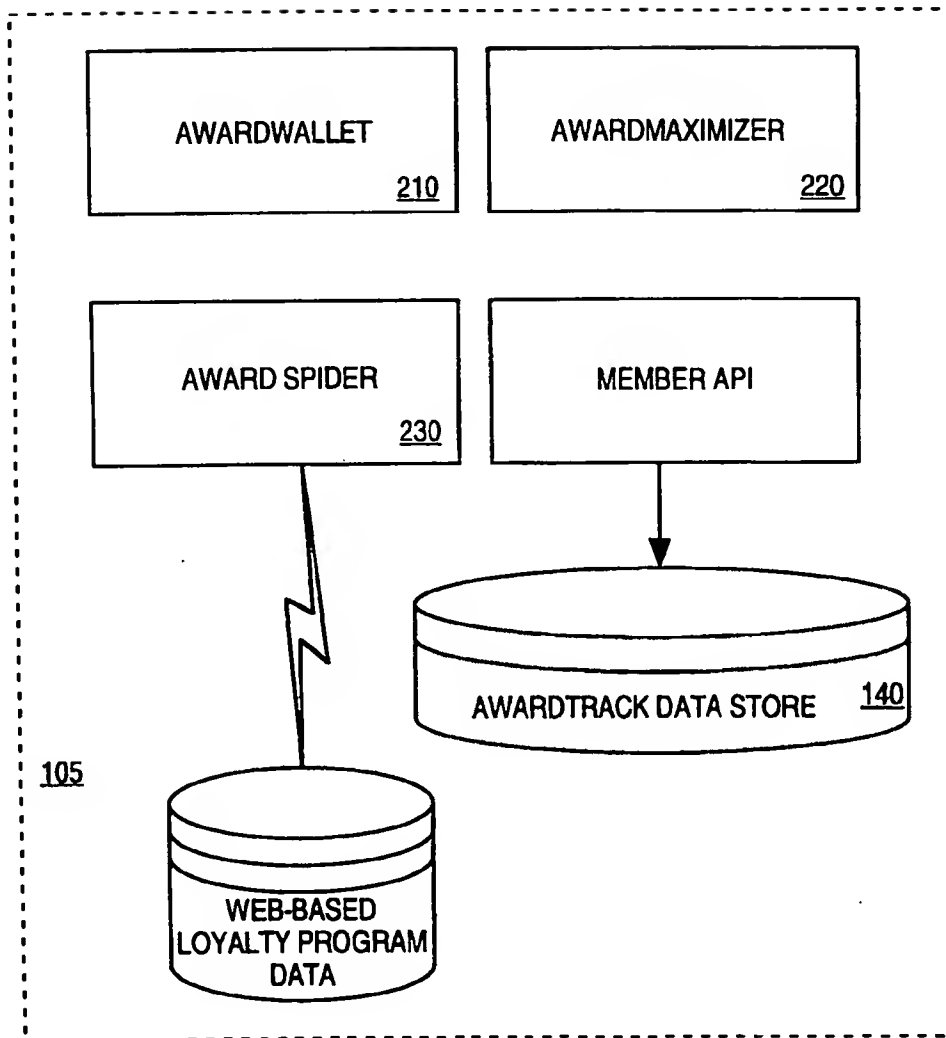 AWARDWALLET
210
AWARDMAXIMIZER
220
AWARD SPIDER
230
MEMBER API
AWARDTRACK DATA STORE 140
105
WEB-BASED
LOYALTY PROGRAM
DATA